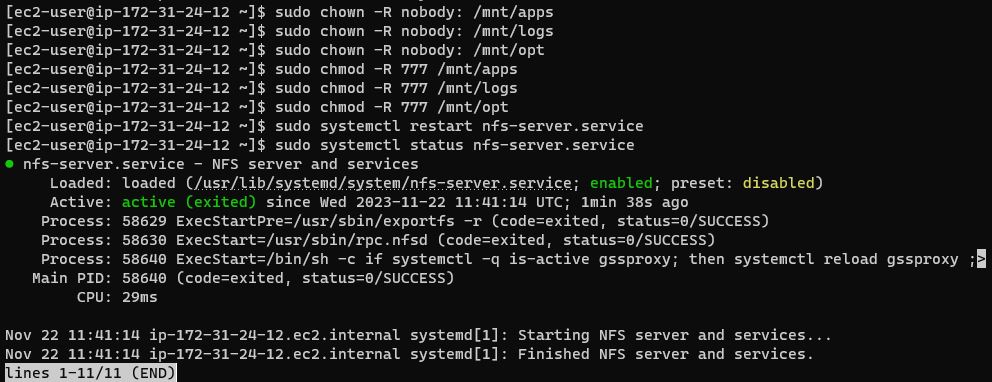 [ec2-user@ip-172-31-24-12 ~]$ sudo chown -R nobody: /mnt/apps
[ec2-user@ip-172-31-24-12 ~]$ sudo chown -R nobody: /mnt/logs
[ec2-user@ip-172-31-24-12 ~]$ sudo chown -R nobody: /mnt/opt
[ec2-user@ip-172-31-24-12 ~]$ sudo chmod -R 777 /mnt/apps
[ec2-user@ip-172-31-24-12 ~]$ sudo chmod -R 777 /mnt/logs
[ec2-user@ip-172-31-24-12 ~]$ sudo chmod -R 777 /mnt/opt
[ec2-user@ip-172-31-24-12 ~]$ sudo systemctl restart nfs-server.service
[ec2-user@ip-172-31-24-12 ~]$ sudo systemctl status nfs-server.service
● nfs-server.service - NFS server and services
     Loaded: loaded (/usr/lib/systemd/system/nfs-server.service; enabled; preset: disabled)
     Active: active (exited) since Wed 2023-11-22 11:41:14 UTC; 1min 38s ago
    Process: 58629 ExecStartPre=/usr/sbin/exportfs -r (code=exited, status=0/SUCCESS)
    Process: 58630 ExecStart=/usr/sbin/rpc.nfsd (code=exited, status=0/SUCCESS)
    Process: 58640 ExecStart=/bin/sh -c if systemctl -q is-active gssproxy; then systemctl reload gssproxy ;>
   Main PID: 58640 (code=exited, status=0/SUCCESS)
        CPU: 29ms

Nov 22 11:41:14 ip-172-31-24-12.ec2.internal systemd[1]: Starting NFS server and services...
Nov 22 11:41:14 ip-172-31-24-12.ec2.internal systemd[1]: Finished NFS server and services.
lines 1-11/11 (END)